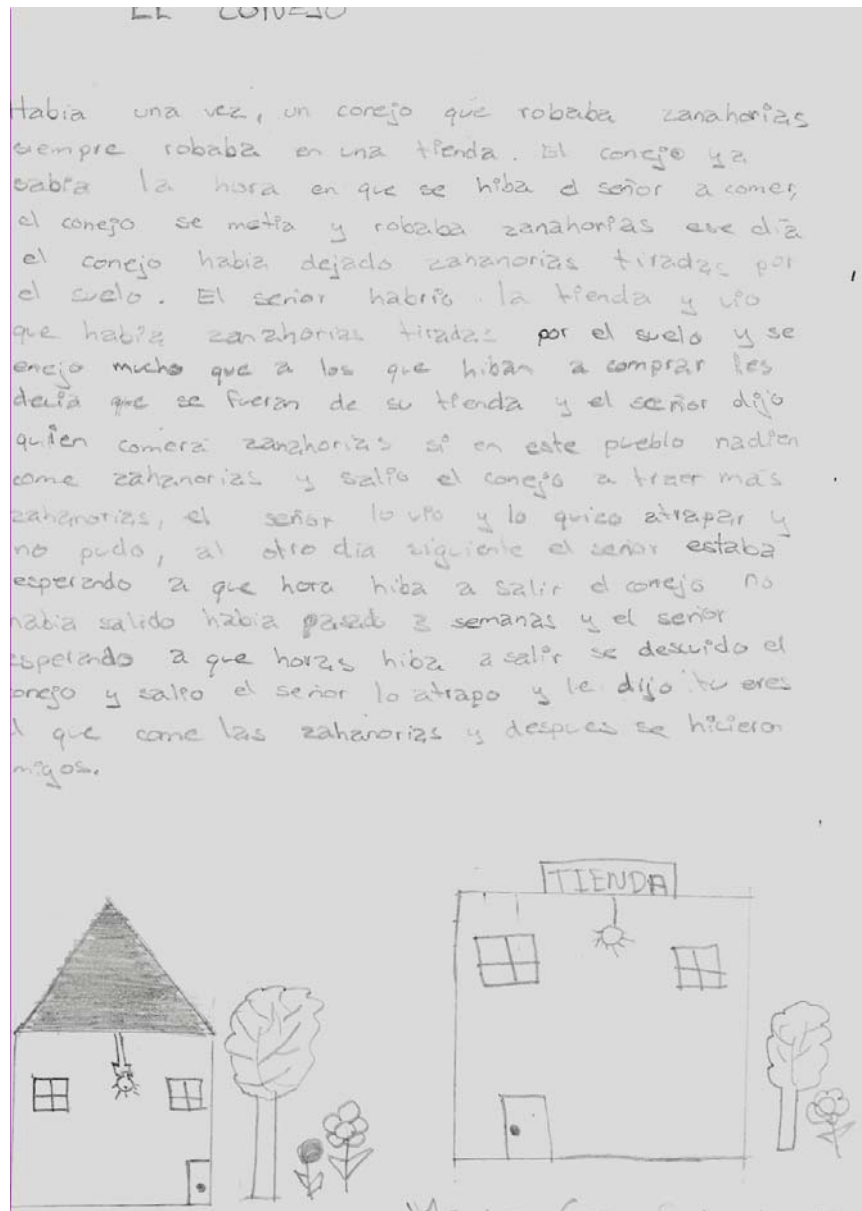 EL CONEJO
Habia una vez, un conejo que robaba zanahorias
siempre robaba en una tienda. El conejo ya
sabia la hora en que se hiba el señor a comer,
el conejo se metia y robaba zanahorias ese dia
el conejo habia dejado zahanorias tiradas por
el suelo. El señor habrio la tienda y vio
que habia zanahorias tiradas por el suelo y se
enojo mucho que a los que hiban a comprar les
decia que se fueran de su tienda y el señor dijo
quien comera zanahorias si en este pueblo nadien
come zahanorias y salio el conejo a traer más
zahanorias, el señor lo vio y lo quico atrapar y
no pudo, al otro dia siguiente el señor estaba
esperando a que hora hiba a salir el conejo no
habia salido habia pasado 3 semanas y el señor
esperando a que horas hiba a salir se descuido el
conejo y salio el señor lo atrapo y le dijo tu eres
l que come las zahanorias y despues se hicieron
migos.
TIENDA